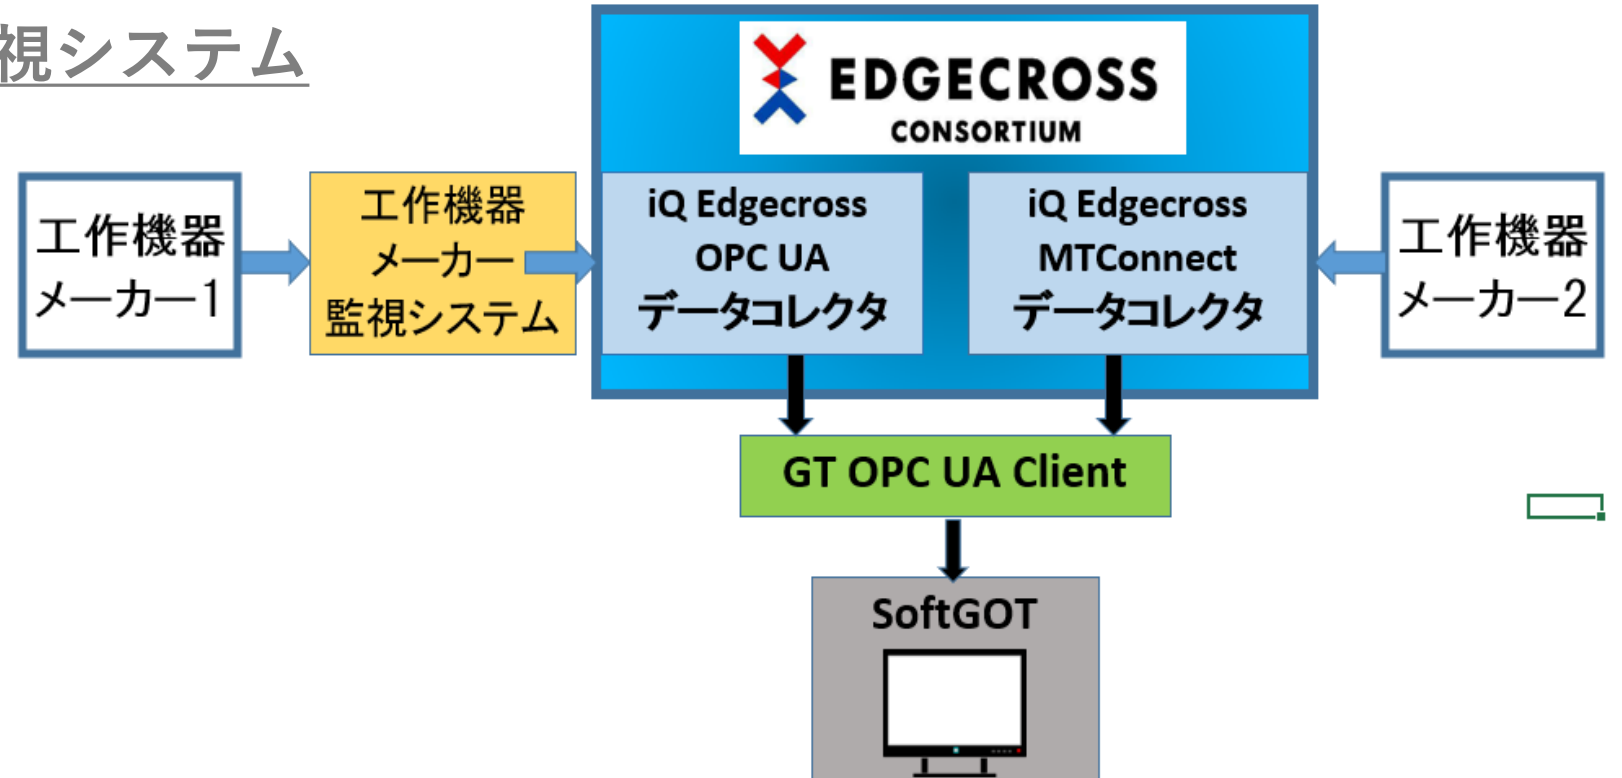 視システム
EDGECROSS
CONSORTIUM
工作機器
メーカー1
工作機器
メーカー
監視システム
iQ Edgecross
OPC UA
データコレクタ
iQ Edgecross
MTConnect
データコレクタ
工作機器
メーカー2
GT OPC UA Client
SoftGOT